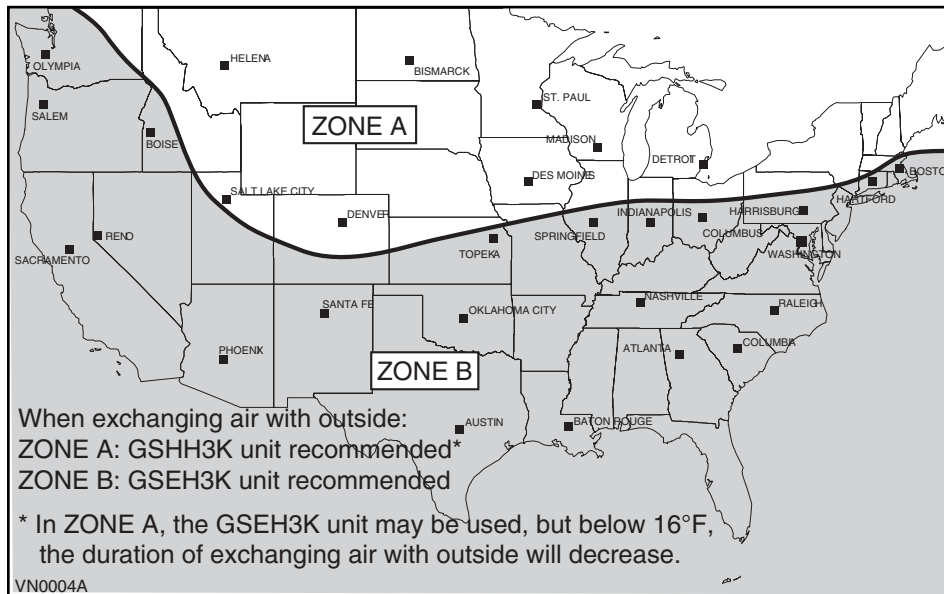 OLYMPIA
HELENA
BISMARCK
SALEM
ST. PAUL
ZONE A
BOISE
MADISON
DETROIT
DES MOINES
SALT LAKE CITY
BOSTO
DENVER
INDIANAPOLIS
HARRISBURG
HARTFORD
RENO
SPRINGFIELD
COLUMBUS
SACRAMENTO
TOPEKA
WASHINGTON
SANTA FE
OKLAHOMA CITY
NASHVILLE
RALEIGH
PHOENIX
ATLANTA
COLUMBIA
ZONE B
When exchanging air with outside:
AUSTIN
BATON ROUGE
ZONE A: GSHH3K unit recommended*
ZONE B: GSEH3K unit recommended
* In ZONE A, the GSEH3K unit may be used, but below 16°F,
the duration of exchanging air with outside will decrease.
VN0004A